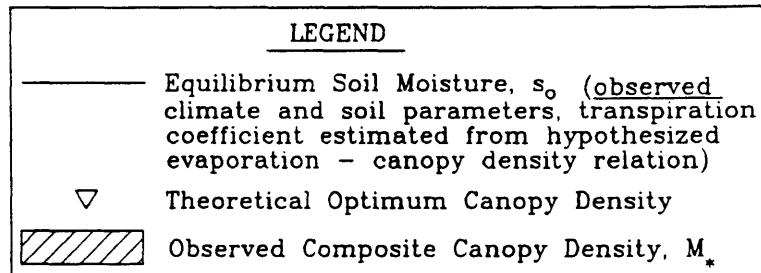 LEGEND
Equilibrium Soil Moisture, s₀ (observed
climate and soil parameters, transpiration
coefficient estimated from hypothesized
evaporation – canopy density relation)
Theoretical Optimum Canopy Density
Observed Composite Canopy Density, M*